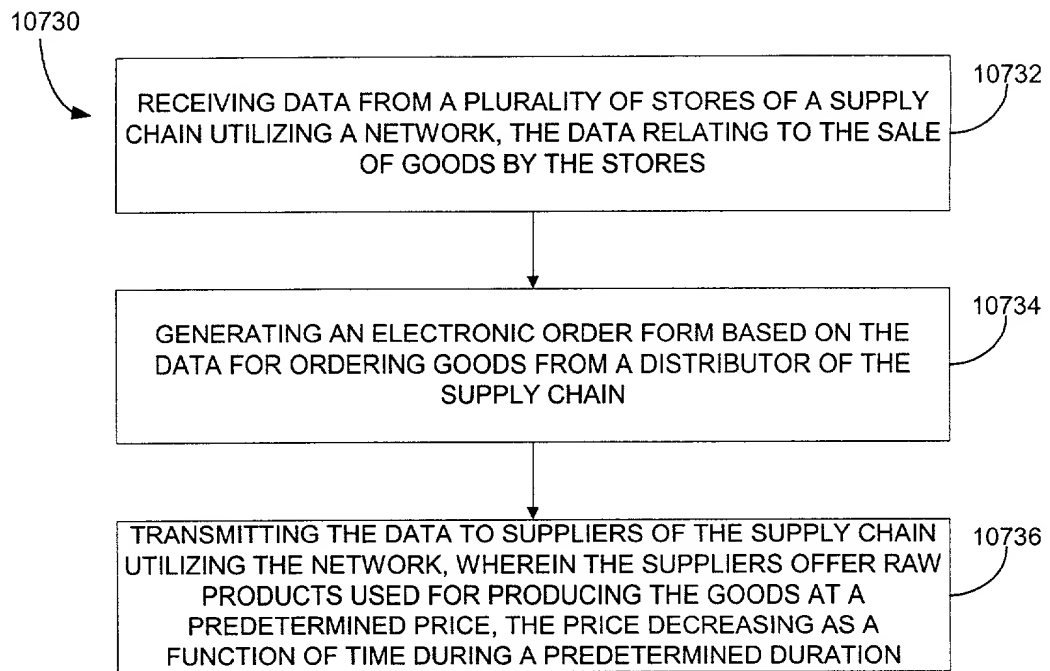 10730
10732
RECEIVING DATA FROM A PLURALITY OF STORES OF A SUPPLY
CHAIN UTILIZING A NETWORK, THE DATA RELATING TO THE SALE
OF GOODS BY THE STORES
10734
GENERATING AN ELECTRONIC ORDER FORM BASED ON THE
DATA FOR ORDERING GOODS FROM A DISTRIBUTOR OF THE
SUPPLY CHAIN
10736
TRANSMITTING THE DATA TO SUPPLIERS OF THE SUPPLY CHAIN
UTILIZING THE NETWORK, WHEREIN THE SUPPLIERS OFFER RAW
PRODUCTS USED FOR PRODUCING THE GOODS AT A
PREDETERMINED PRICE, THE PRICE DECREASING AS A
FUNCTION OF TIME DURING A PREDETERMINED DURATION